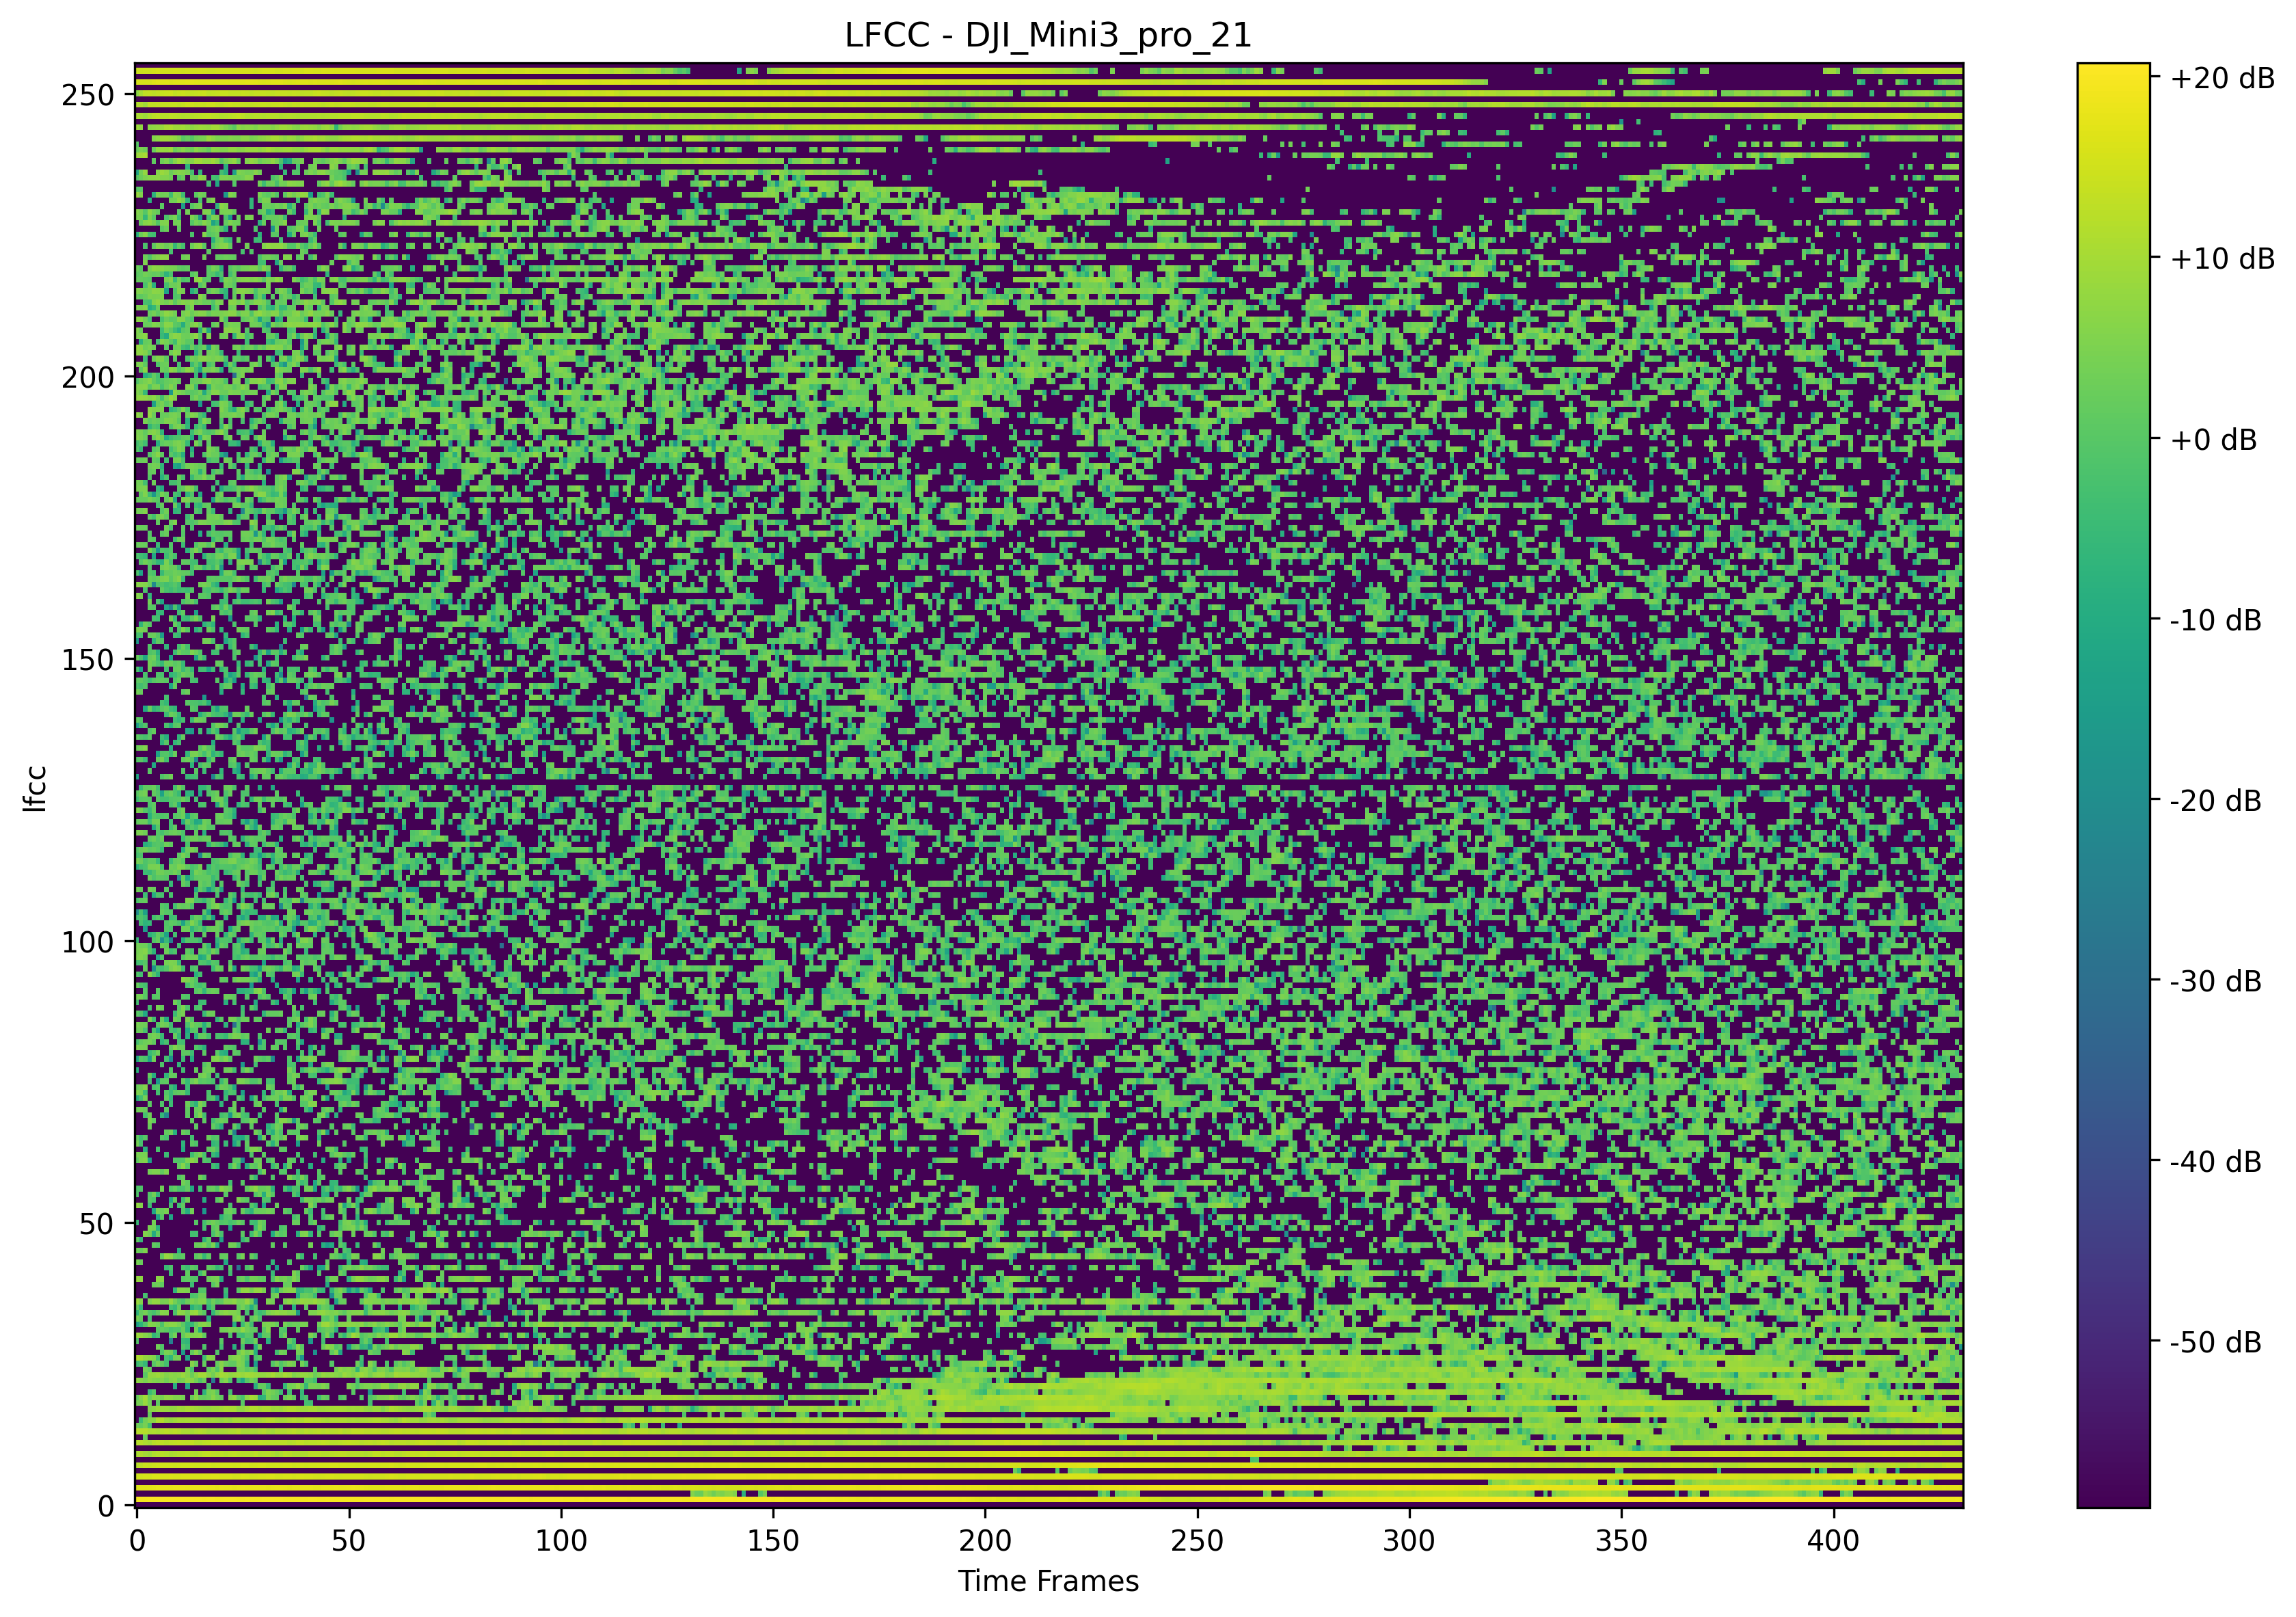 LFCC - DJI_Mini3_pro_21
250
200
150
100
50
0
lfcc
0 50 100 150 200 250 300 350 400
Time Frames
+20 dB
+10 dB
+0 dB
-10 dB
-20 dB
-30 dB
-40 dB
-50 dB